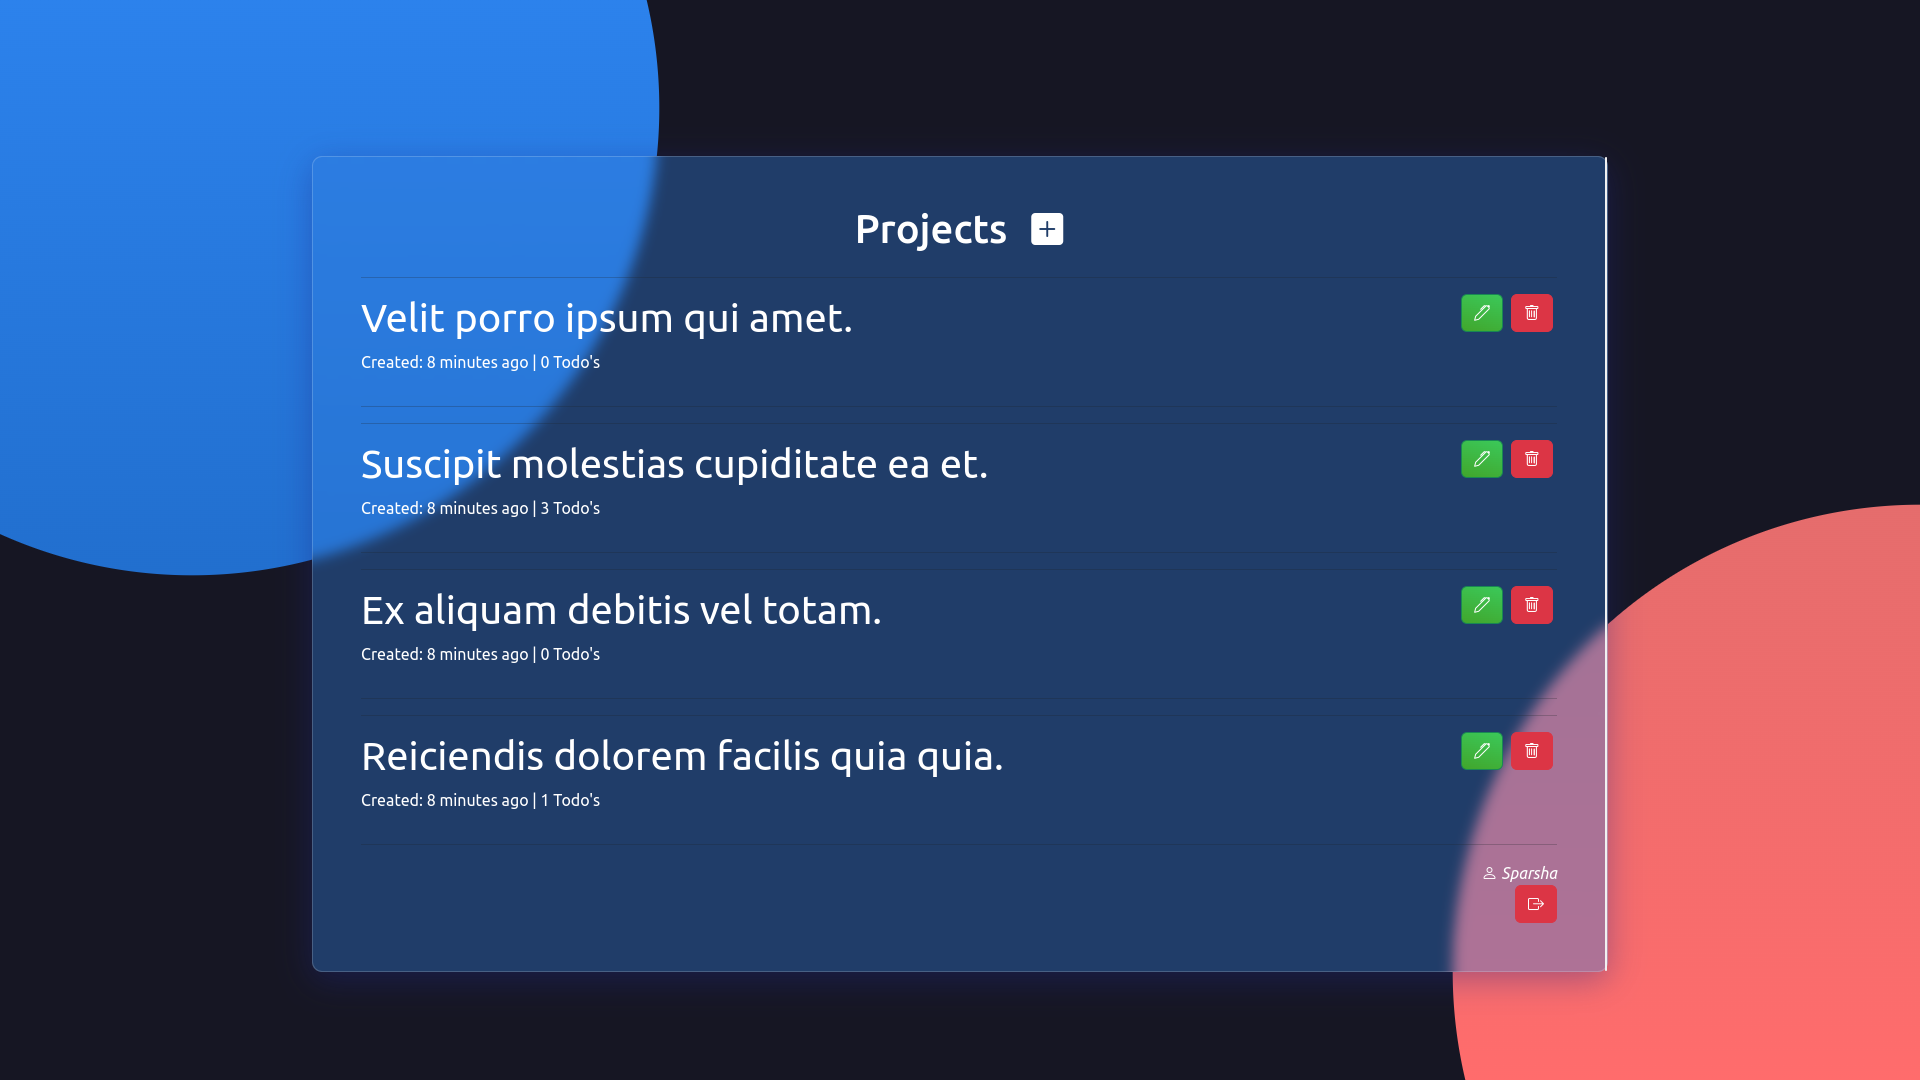 Projects
Velit porro ipsum qui amet.
Created: 8 minutes ago | 0 Todo's
Suscipit molestias cupiditate ea et.
Created: 8 minutes ago | 3 Todo's
Ex aliquam debitis vel totam.
Created: 8 minutes ago | 0 Todo's
Reiciendis dolorem facilis quia quia.
Created: 8 minutes ago | 1 Todo's
Sparsha